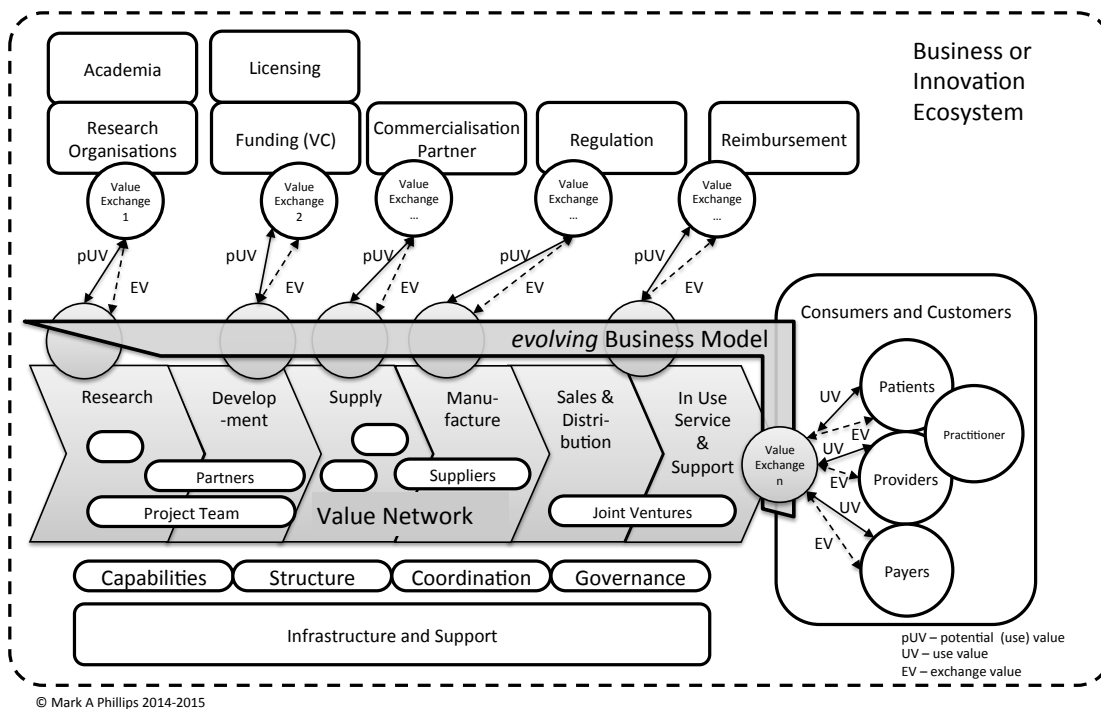 Business or
Innovation
Ecosystem
Academia
Licensing
Research
Organisations
Funding (VC)
Commercialisation
Partner
Regulation
Reimbursement
Value
Exchange
1
Value
Exchange
2
Value
Exchange
...
Value
Exchange
...
Value
Exchange
...
pUV
EV
pUV
EV
pUV
EV
pUV
EV
pUV
EV
evolving Business Model
Research
Develop
-ment
Supply
Manu-
facture
Sales &
Distri-
bution
In Use
Service
&
Support
Partners
Suppliers
Project Team
Value Network
Joint Ventures
Value
Exchange
n
Consumers and Customers
UV
EV
UV
EV
UV
EV
Patients
Practitioner
Providers
Payers
Capabilities
Structure
Coordination
Governance
Infrastructure and Support
pUV – potential (use) value
UV – use value
EV – exchange value
© Mark A Phillips 2014-2015